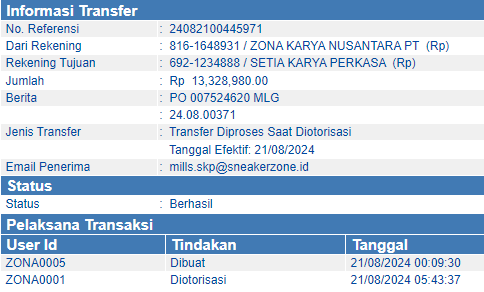 Informasi Transfer
No. Referensi : 24082100445971
Dari Rekening : 816-1648931 / ZONA KARYA NUSANTARA PT (Rp)
Rekening Tujuan : 692-1234888 / SETIA KARYA PERKASA (Rp)
Jumlah : Rp 13,328,980.00
Berita : PO 007524620 MLG
: 24.08.00371
Jenis Transfer : Transfer Diproses Saat Diotorisasi
Tanggal Efektif: 21/08/2024
Email Penerima : mills.skp@sneakerzone.id
Status
Status : Berhasil
Pelaksana Transaksi
User Id Tindakan Tanggal
ZONA0005 Dibuat 21/08/2024 00:09:30
ZONA0001 Diotorisasi 21/08/2024 05:43:37